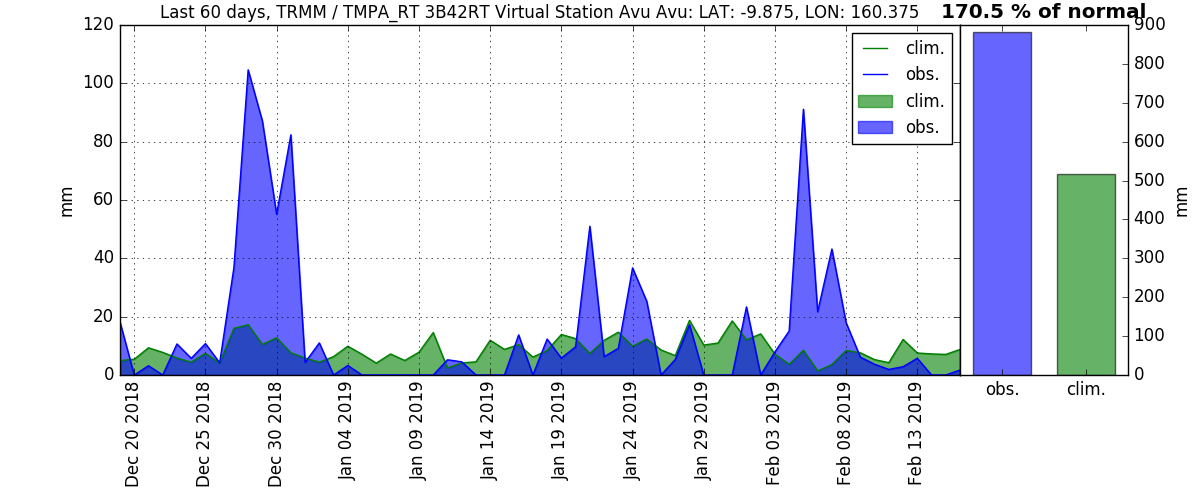 Last 60 days, TRMM / TMPA_RT 3B42RT Virtual Station Avu Avu: LAT: -9.875, LON: 160.375
170.5 % of normal
120
100
80
60
40
20
0
mm
clim.
obs.
clim.
obs.
Dec 20 2018
Dec 25 2018
Dec 30 2018
Jan 04 2019
Jan 09 2019
Jan 14 2019
Jan 19 2019
Jan 24 2019
Jan 29 2019
Feb 03 2019
Feb 08 2019
Feb 13 2019
900
800
700
600
500
400
300
200
100
0
mm
obs.
clim.